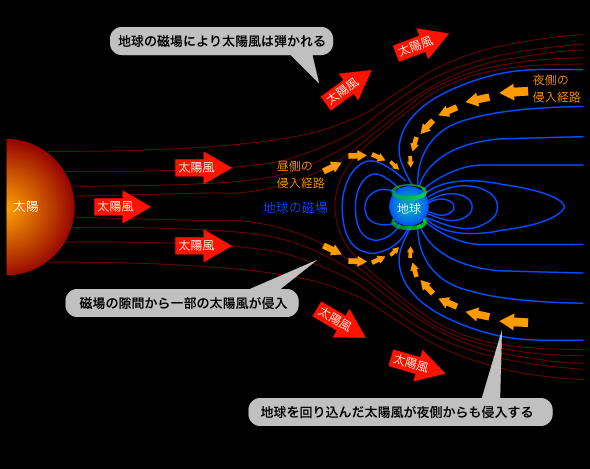 地球の磁場により太陽風は弾かれる
太陽風
太陽風
夜側の
侵入経路
太陽風
昼側の
侵入経路
太陽
太陽風
地球の磁場
地球
太陽風
磁場の隙間から一部の太陽風が侵入
太陽風
太陽風
地球を回り込んだ太陽風が夜側からも侵入する